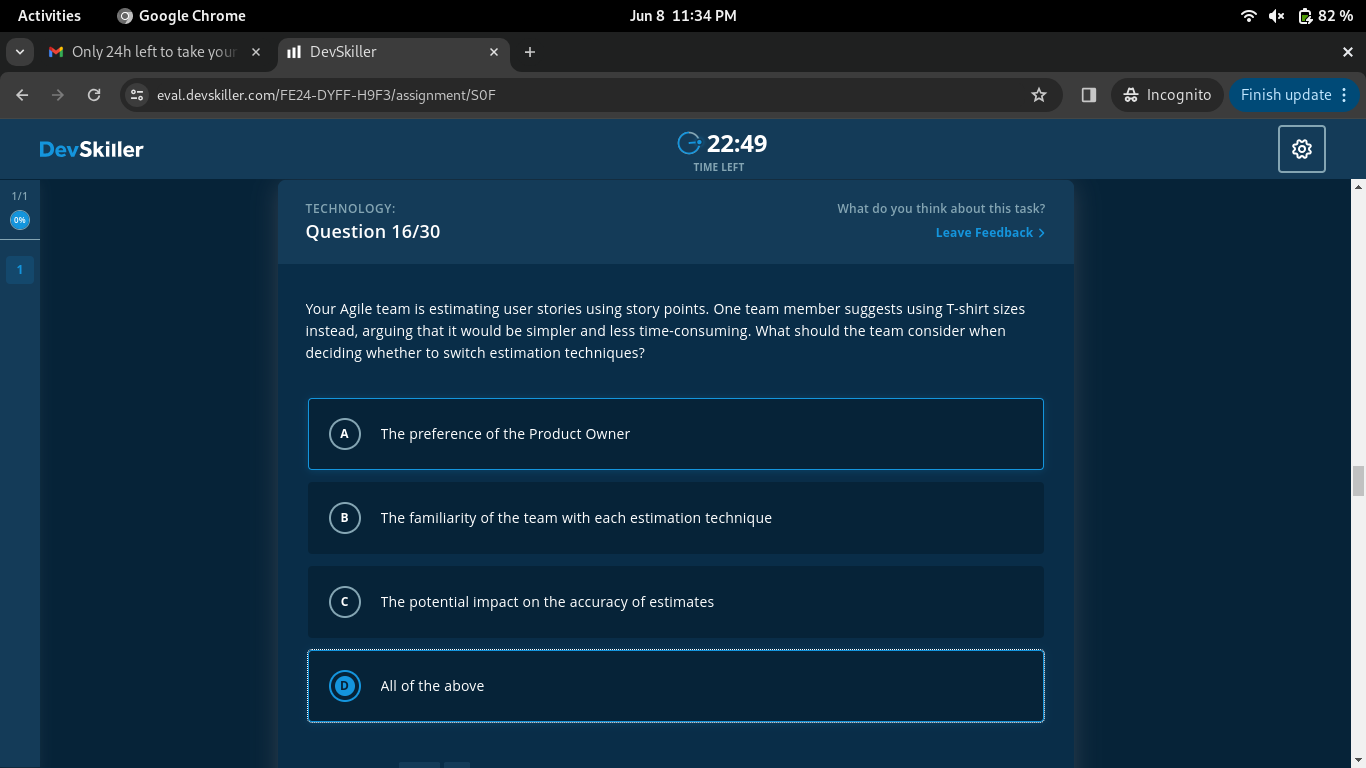 Activities
Google Chrome
Jun 8 11:34 PM
82 %
Only 24h left to take your
DevSkiller
eval.devskiller.com/FE24-DYFF-H9F3/assignment/S0F
Incognito
Finish update
DevSkiller
22:49
TIME LEFT
1/1
0%
1
TECHNOLOGY:
Question 16/30
What do you think about this task?
Leave Feedback
Your Agile team is estimating user stories using story points. One team member suggests using T-shirt sizes
instead, arguing that it would be simpler and less time-consuming. What should the team consider when
deciding whether to switch estimation techniques?
A The preference of the Product Owner
B The familiarity of the team with each estimation technique
C The potential impact on the accuracy of estimates
D All of the above